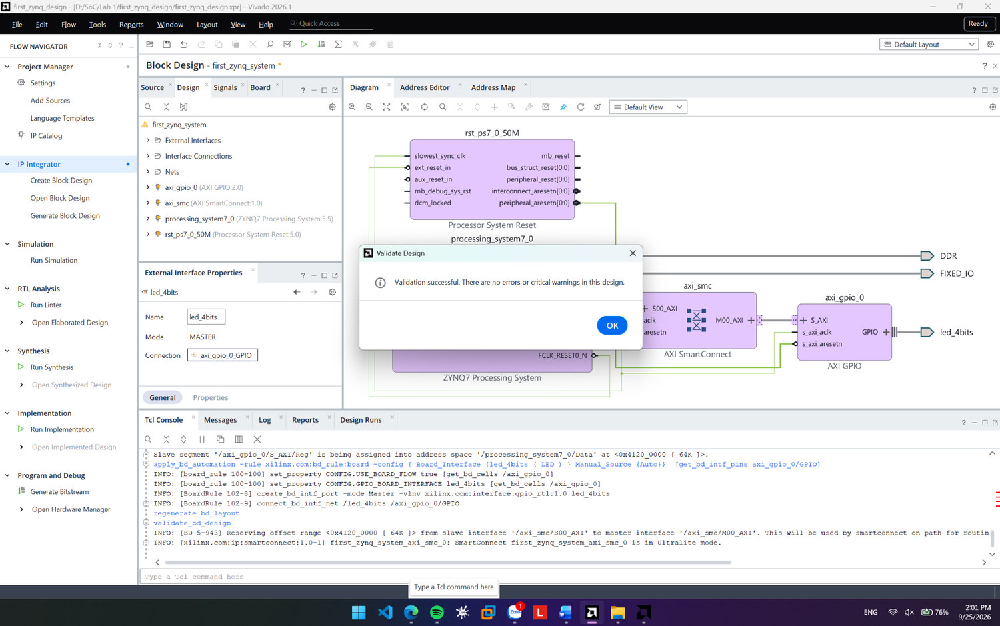 first_zynq_design - [D:/SoC/Lab 1/first_zynq_design/first_zynq_design.xpr] - Vivado 2026.1
File Edit Flow Tools Reports Window Layout View Help Quick Access Ready
FLOW NAVIGATOR
Default Layout
Project Manager
Settings
Add Sources
Language Templates
IP Catalog
IP Integrator
Create Block Design
Open Block Design
Generate Block Design
Simulation
Run Simulation
RTL Analysis
Run Linter
Open Elaborated Design
Synthesis
Run Synthesis
Open Synthesized Design
Implementation
Run Implementation
Open Implemented Design
Program and Debug
Generate Bitstream
Open Hardware Manager
Block Design - first_zynq_system *
Source Design Signals Board
first_zynq_system
External Interfaces
Interface Connections
Nets
axi_gpio_0 (AXI GPIO:2.0)
axi_smc (AXI SmartConnect:1.0)
processing_system7_0 (ZYNQ7 Processing System:5.5)
rst_ps7_0_50M (Processor System Reset:5.0)
External Interface Properties
led_4bits
Name led_4bits
Mode MASTER
Connection axi_gpio_0_GPIO
General Properties
Diagram Address Editor Address Map
Default View
rst_ps7_0_50M
slowest_sync_clk mb_reset
ext_reset_in bus_struct_reset[0:0]
aux_reset_in peripheral_reset[0:0]
mb_debug_sys_rst interconnect_aresetn[0:0]
dcm_locked peripheral_aresetn[0:0]
Processor System Reset
processing_system7_0
Validate Design
Validation successful. There are no errors or critical warnings in this design.
OK
DDR
FIXED_IO
axi_smc
S00_AXI
aclk M00_AXI
aresetn
AXI SmartConnect
axi_gpio_0
S_AXI
s_axi_aclk GPIO
s_axi_aresetn
AXI GPIO
led_4bits
FCLK_RESET0_N
ZYNQ7 Processing System
Tcl Console Messages Log Reports Design Runs
Slave segment '/axi_gpio_0/S_AXI/Reg' is being assigned into address space '/processing_system7_0/Data' at <0x4120_0000 [ 64K ]>.
apply_bd_automation -rule xilinx.com:bd_rule:board -config { Board_Interface {led_4bits ( LED ) } Manual_Source {Auto}}  [get_bd_intf_pins axi_gpio_0/GPIO]
INFO: [board_rule 100-100] set_property CONFIG.USE_BOARD_FLOW true [get_bd_cells /axi_gpio_0]
INFO: [board_rule 100-100] set_property CONFIG.GPIO_BOARD_INTERFACE led_4bits [get_bd_cells /axi_gpio_0]
INFO: [BoardRule 102-8] create_bd_intf_port -mode Master -vlnv xilinx.com:interface:gpio_rtl:1.0 led_4bits
INFO: [BoardRule 102-9] connect_bd_intf_net /led_4bits /axi_gpio_0/GPIO
regenerate_bd_layout
validate_bd_design
INFO: [BD 5-943] Reserving offset range <0x4120_0000 [ 64K ]> from slave interface '/axi_smc/S00_AXI' to master interface '/axi_smc/M00_AXI'. This will be used by smartconnect on path for routin
INFO: [xilinx.com:ip:smartconnect:1.0-1] first_zynq_system_axi_smc_0: SmartConnect first_zynq_system_axi_smc_0 is in Ultralite mode.
Type a Tcl command here
Type a Tcl command here
Zalo 1
L
ENG 76% 2:01 PM
9/25/2026